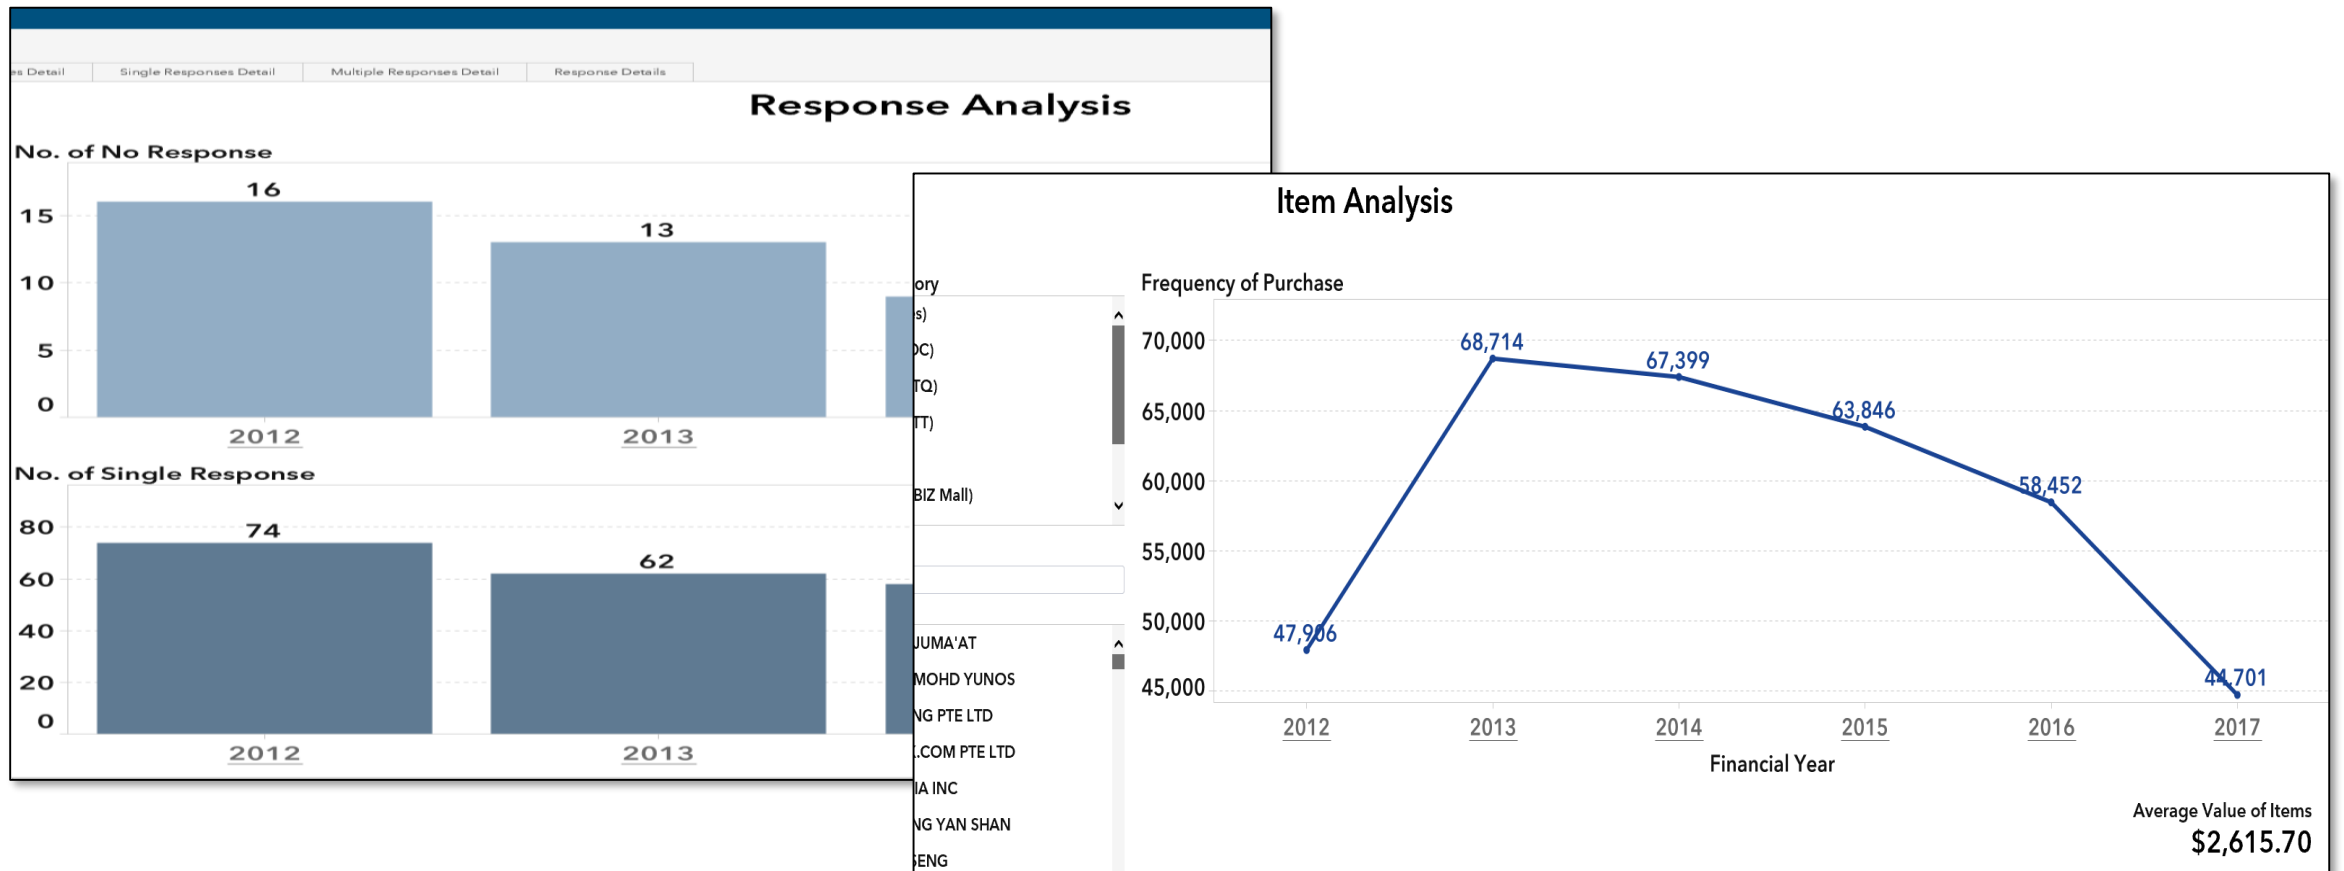 es Detail
Single Responses Detail
Multiple Responses Detail
Response Details
Response Analysis
No. of No Response
16
13
15
10
5
0
2012
2013
No. of Single Response
74
62
80
60
40
20
0
2012
2013
Item Analysis
ory
s)
C)
TQ)
TT)
BIZ Mall)
JUMA'AT
MOHD YUNOS
NG PTE LTD
.COM PTE LTD
IA INC
NG YAN SHAN
SENG
Frequency of Purchase
70,000
65,000
60,000
55,000
50,000
45,000
47,906
68,714
67,399
63,846
58,452
44,701
2012
2013
2014
2015
2016
2017
Financial Year
Average Value of Items
$2,615.70